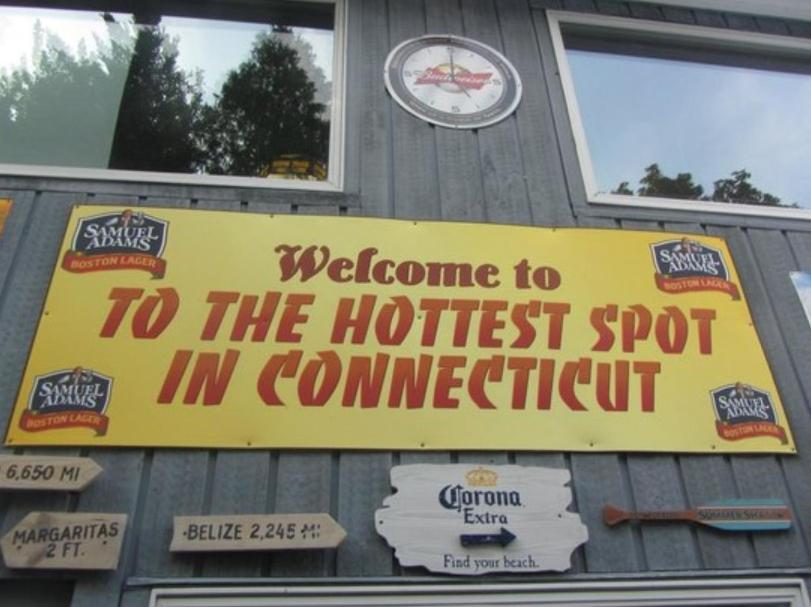 Budweiser
SAMUEL
ADAMS
BOSTON LAGER
SAMUEL
ADAMS
BOSTON LAGER
Welcome to
TO THE HOTTEST SPOT
IN CONNECTICUT
SAMUEL
ADAMS
BOSTON LAGER
SAMUEL
ADAMS
BOSTON LAGER
6,650 MI
MARGARITAS
2 FT.
BELIZE 2,245 MI
Corona
Extra
Find your beach.